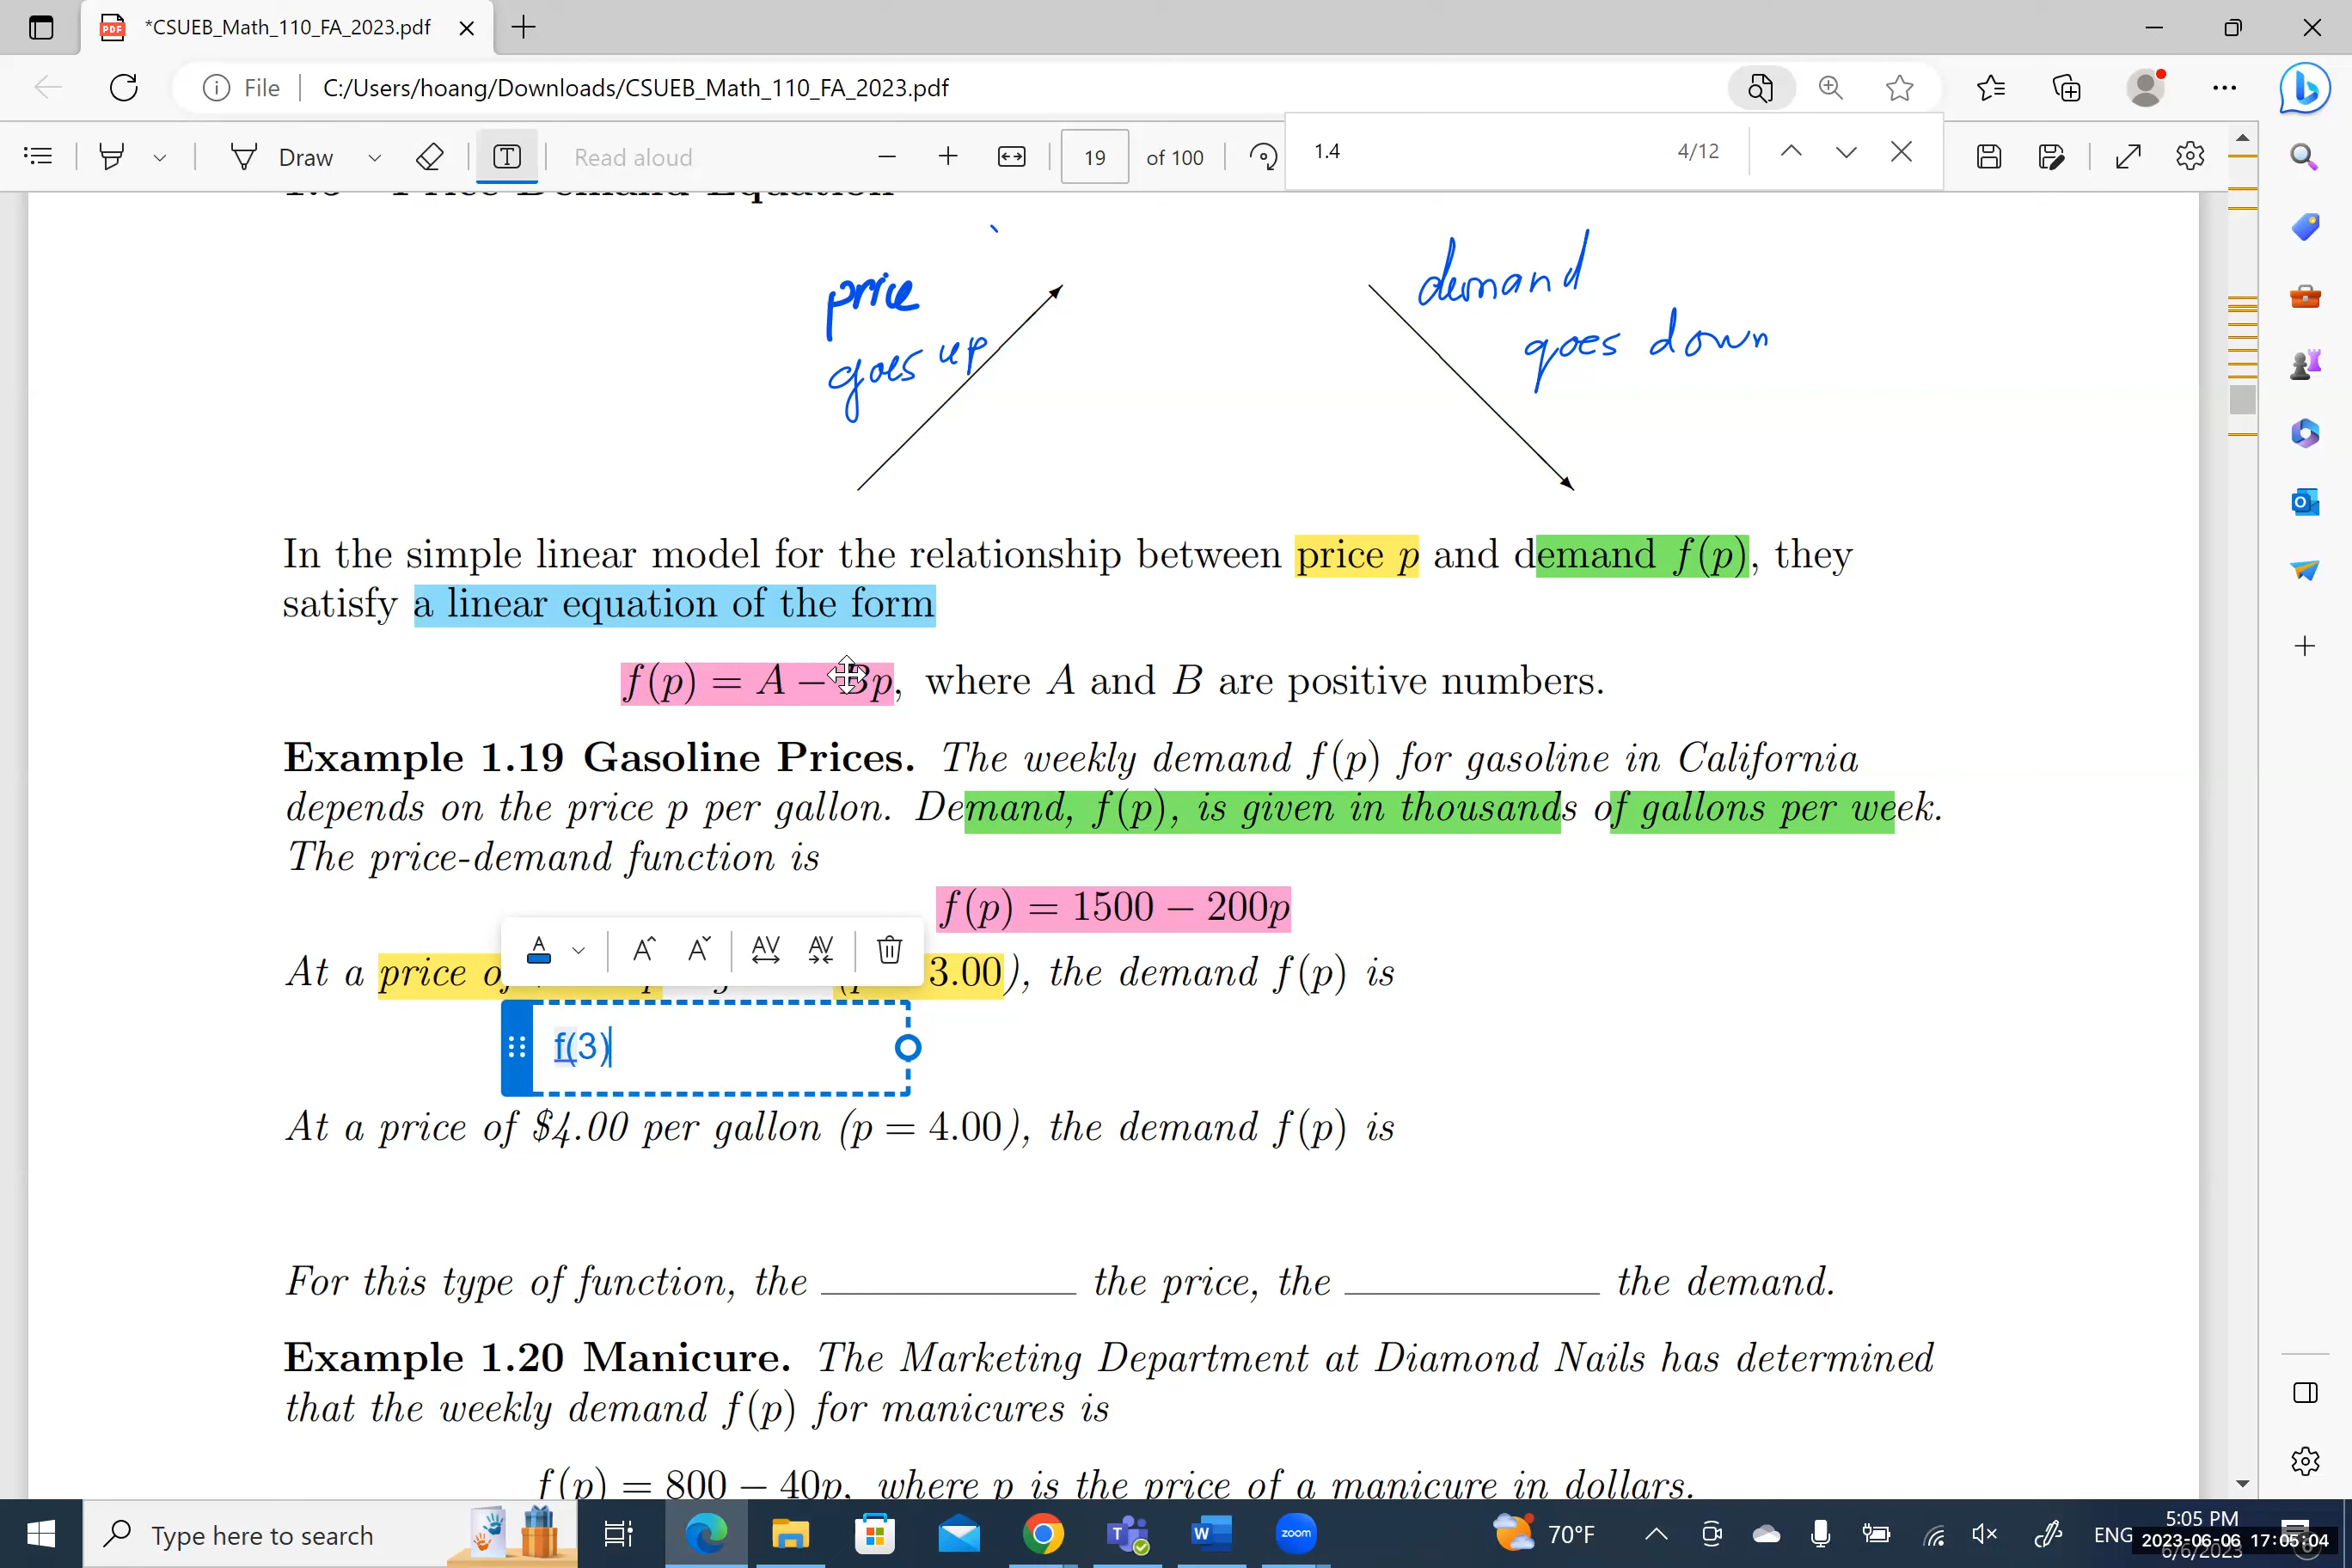 *CSUEB_Math_110_FA_2023.pdf
File
C:/Users/hoang/Downloads/CSUEB_Math_110_FA_2023.pdf
Draw
Read aloud
19 of 100
1.4
4/12
Price Demand Equation
price
goes up
demand
goes down
In the simple linear model for the relationship between price p and demand f(p), they
satisfy a linear equation of the form
f(p) = A − Bp, where A and B are positive numbers.
Example 1.19 Gasoline Prices. The weekly demand f(p) for gasoline in California
depends on the price p per gallon. Demand, f(p), is given in thousands of gallons per week.
The price-demand function is
f(p) = 1500 − 200p
At a price 3.00), the demand f(p) is
f(3)
At a price of $4.00 per gallon (p = 4.00), the demand f(p) is
For this type of function, the ____________ the price, the ____________ the demand.
Example 1.20 Manicure. The Marketing Department at Diamond Nails has determined
that the weekly demand f(p) for manicures is
f(p) = 800 − 40p, where p is the price of a manicure in dollars.
Type here to search
zoom
70°F
ENG
5:05 PM
2023-06-06 17:05:04